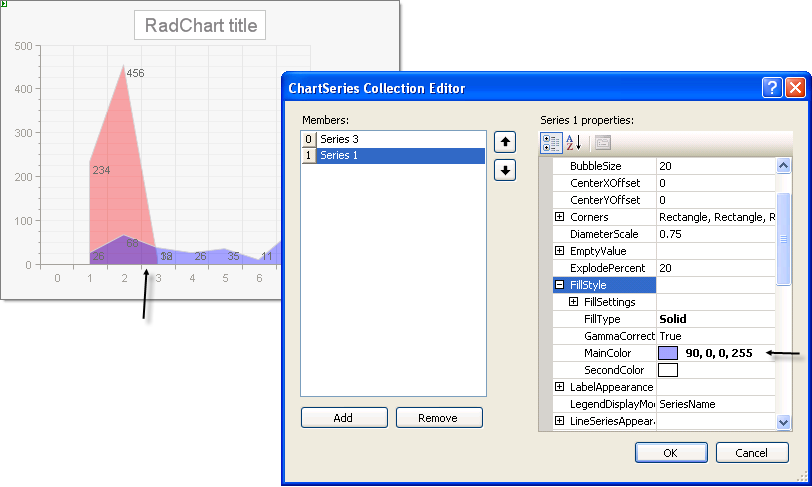 RadChart title
500
400
300
200
100
0
456
234
26
69
26
35
11
0 1 2 3 4 5 6
ChartSeries Collection Editor
Members:
0 Series 3
1 Series 1
Add
Remove
Series 1 properties:
BubbleSize 20
CenterXOffset 0
CenterYOffset 0
Corners Rectangle, Rectangle, R
DiameterScale 0.75
EmptyValue
ExplodePercent 20
FillStyle
FillSettings
FillType Solid
GammaCorrect True
MainColor 90, 0, 0, 255
SecondColor
LabelAppearance
LegendDisplayMo SeriesName
LineSeriesAppear
OK
Cancel